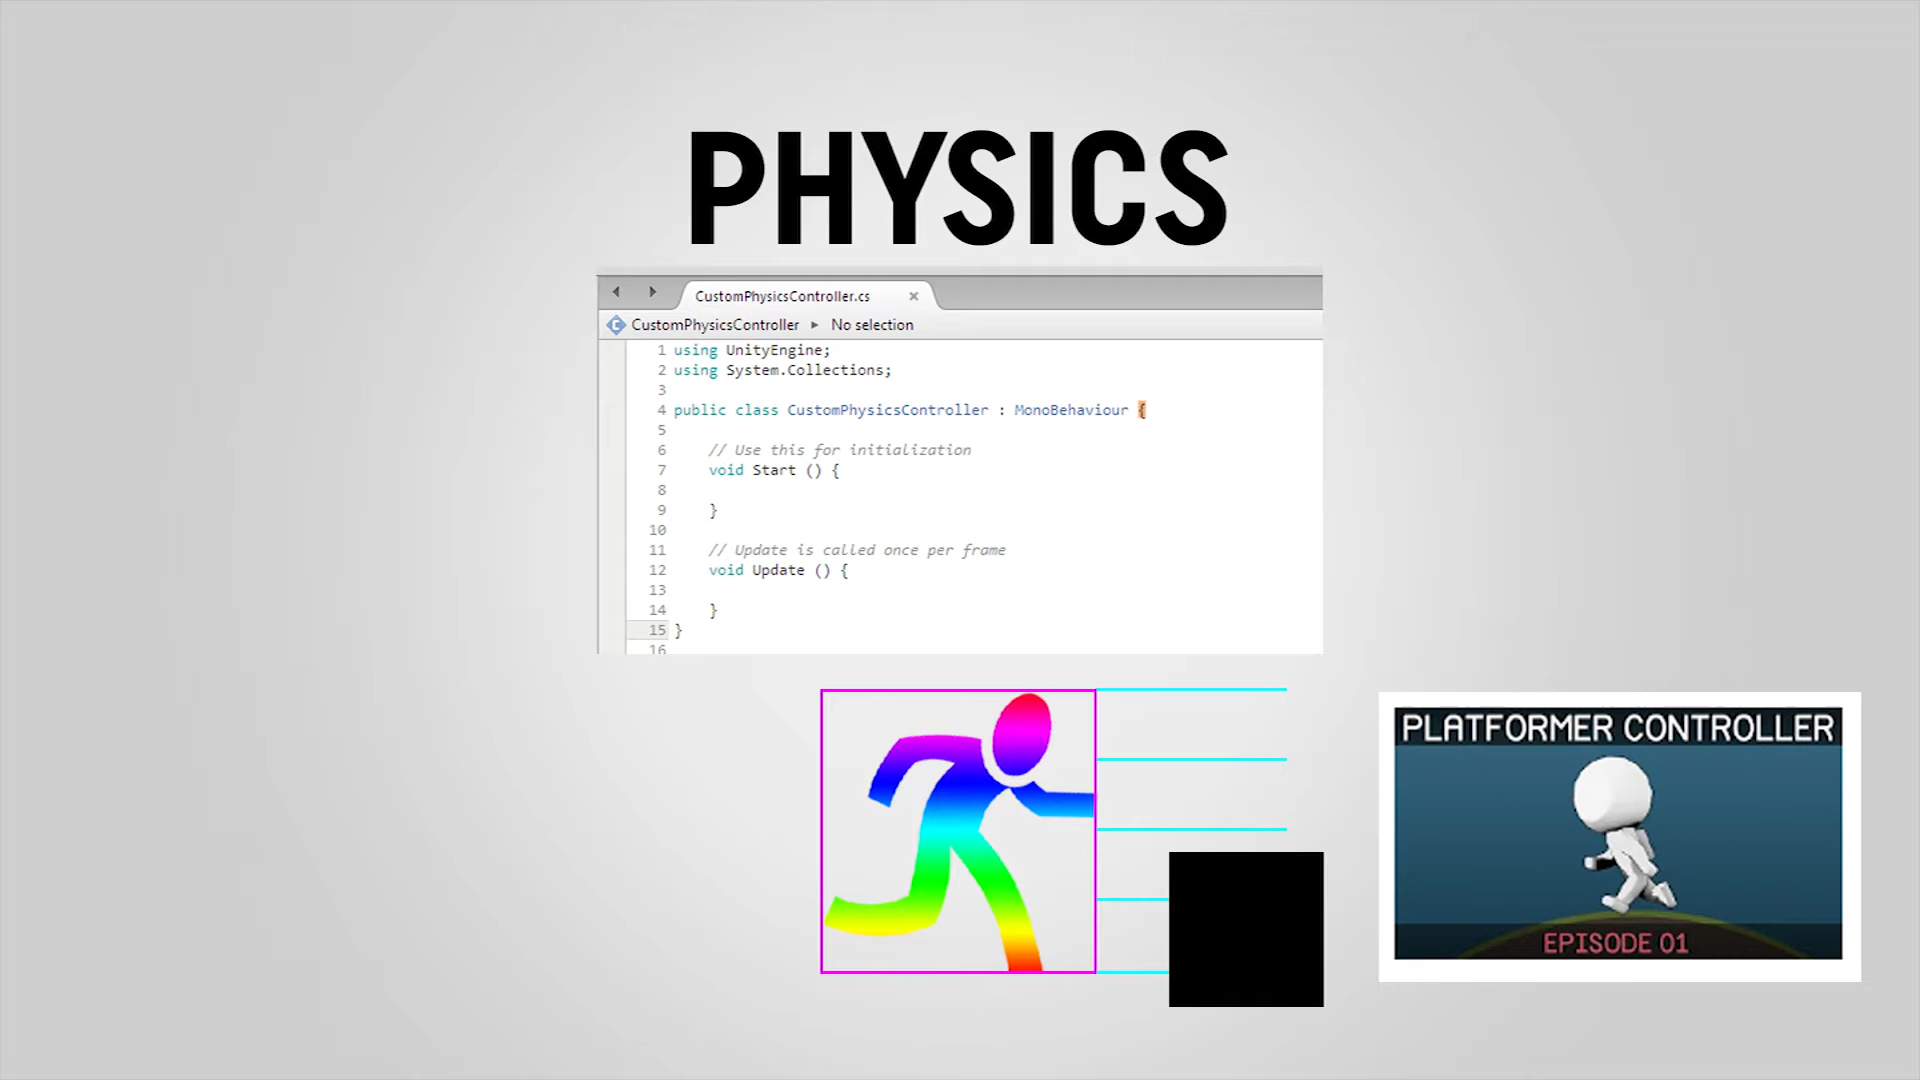 PHYSICS
CustomPhysicsController.cs
CustomPhysicsController ▸ No selection
1 using UnityEngine;
2 using System.Collections;
3
4 public class CustomPhysicsController : MonoBehaviour {
5
6 // Use this for initialization
7 void Start () {
8
9 }
10
11 // Update is called once per frame
12 void Update () {
13
14 }
15 }
16
PLATFORMER CONTROLLER
EPISODE 01